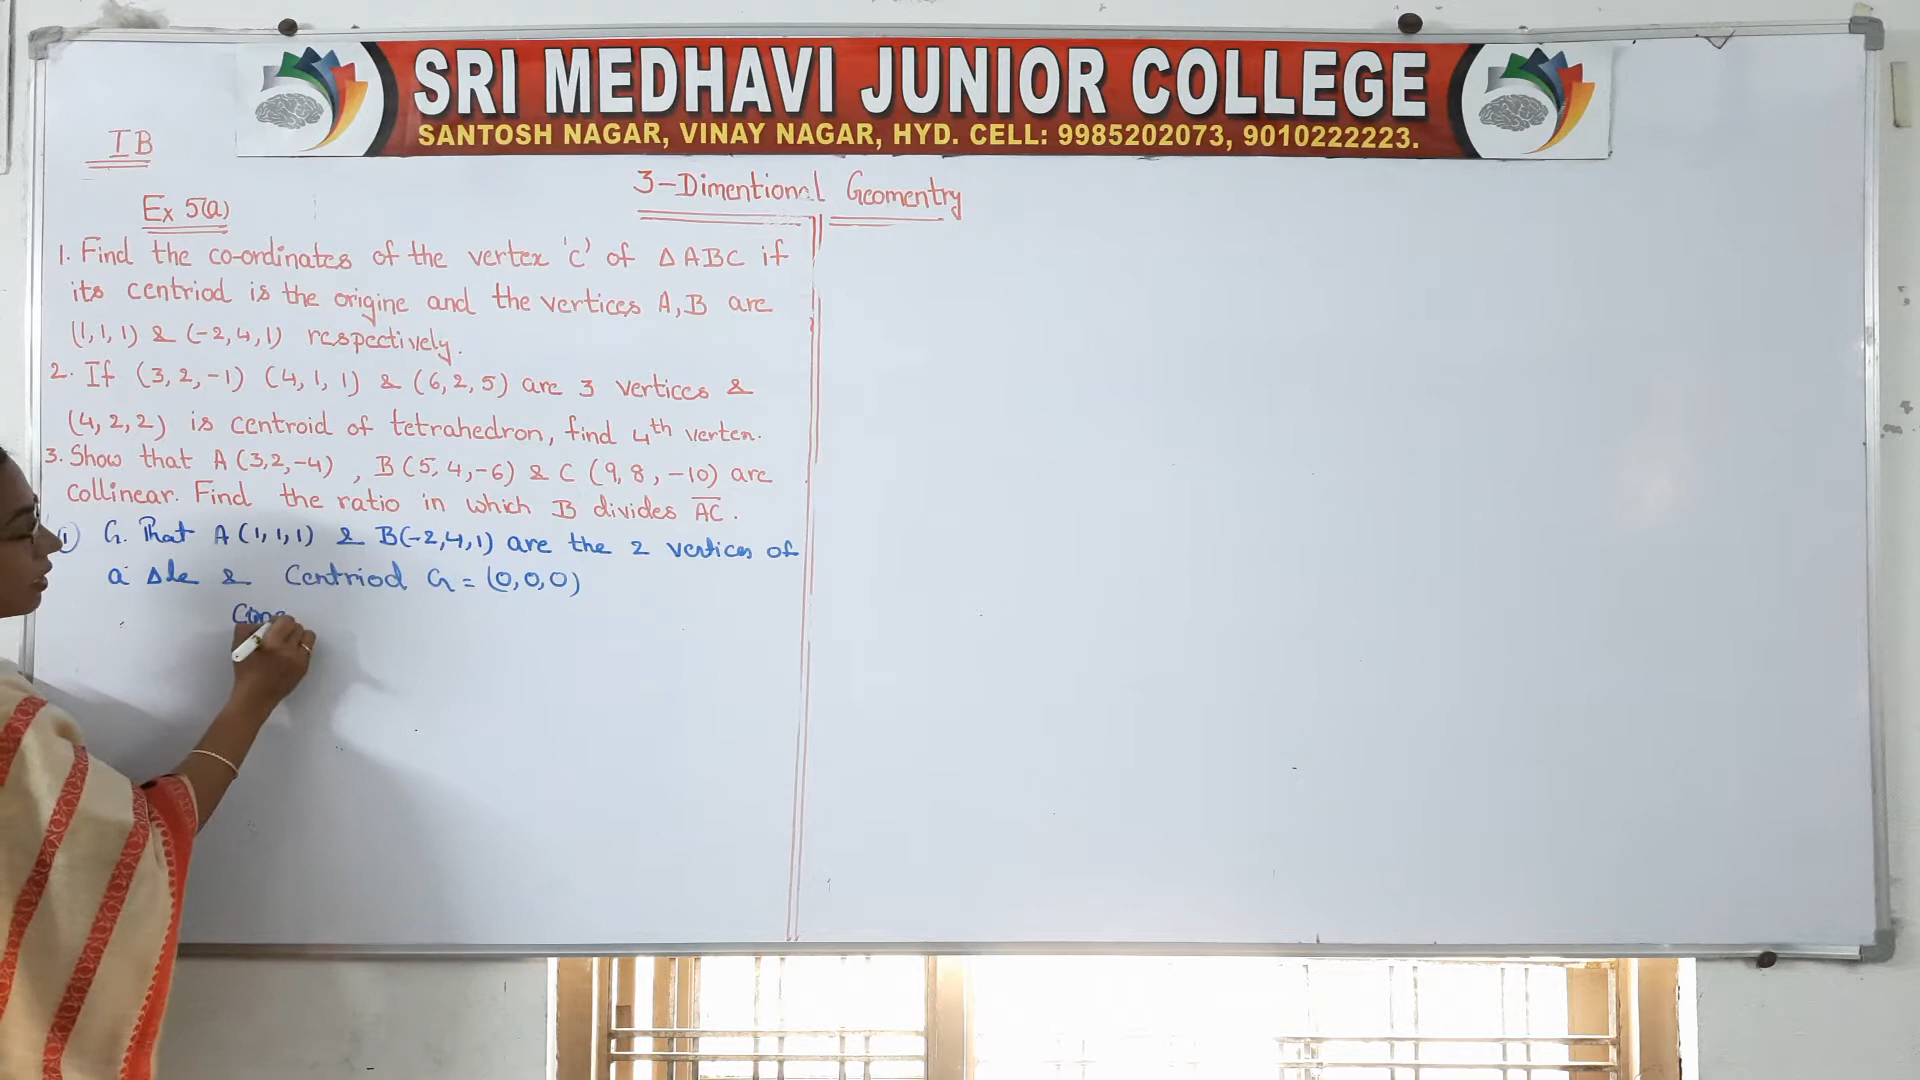 SRI MEDHAVI JUNIOR COLLEGE
SANTOSH NAGAR, VINAY NAGAR, HYD. CELL: 9985202073, 9010222223.
IB
3-Dimentional Geomentry
Ex 5(a)
1. Find the co-ordinates of the vertex 'c' of Δ ABC if
its centriod is the origine and the vertices A, B are
(1, 1, 1) & (-2, 4, 1) respectively.
2. If (3, 2, -1) (4, 1, 1) & (6, 2, 5) are 3 vertices &
(4, 2, 2) is centroid of tetrahedron, find 4th verten.
3. Show that A (3, 2, -4) , B (5, 4, -6) & C (9, 8, -10) are
collinear. Find the ratio in which B divides A̅C̅.
① G. That A (1, 1, 1) & B(-2, 4, 1) are the 2 vertices of
a Δle & Centriod G = (0, 0, 0)